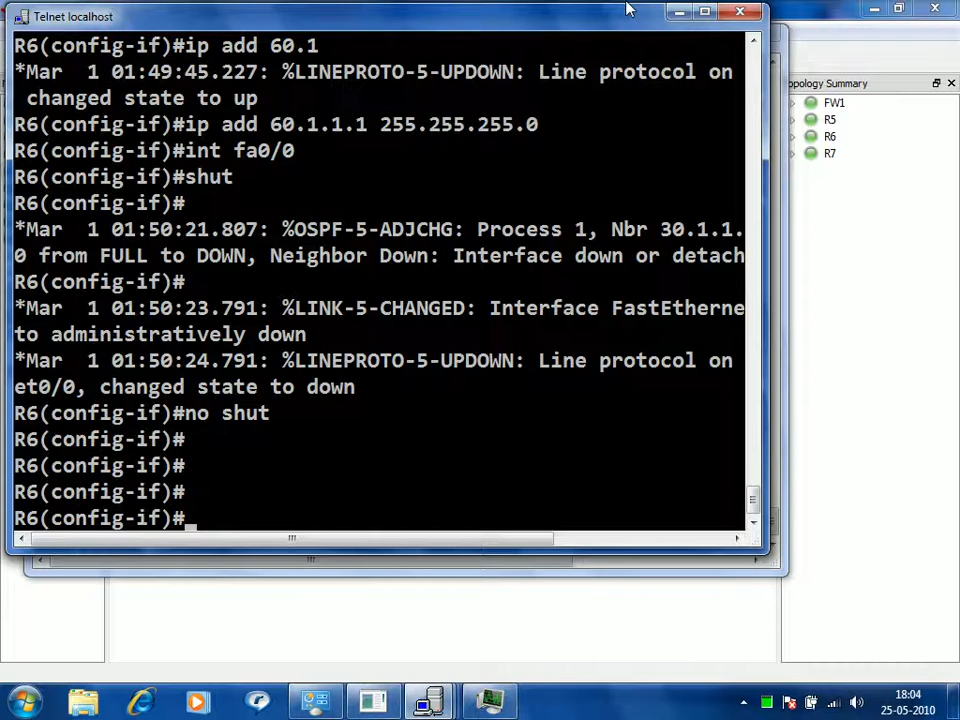 Telnet localhost
R6(config-if)#ip add 60.1
*Mar  1 01:49:45.227: %LINEPROTO-5-UPDOWN: Line protocol on
 changed state to up
R6(config-if)#ip add 60.1.1.1 255.255.255.0
R6(config-if)#int fa0/0
R6(config-if)#shut
R6(config-if)#
*Mar  1 01:50:21.807: %OSPF-5-ADJCHG: Process 1, Nbr 30.1.1.
0 from FULL to DOWN, Neighbor Down: Interface down or detach
R6(config-if)#
*Mar  1 01:50:23.791: %LINK-5-CHANGED: Interface FastEtherne
to administratively down
*Mar  1 01:50:24.791: %LINEPROTO-5-UPDOWN: Line protocol on
et0/0, changed state to down
R6(config-if)#no shut
R6(config-if)#
R6(config-if)#
R6(config-if)#
R6(config-if)#
opology Summary
FW1
R5
R6
R7
18:04
25-05-2010